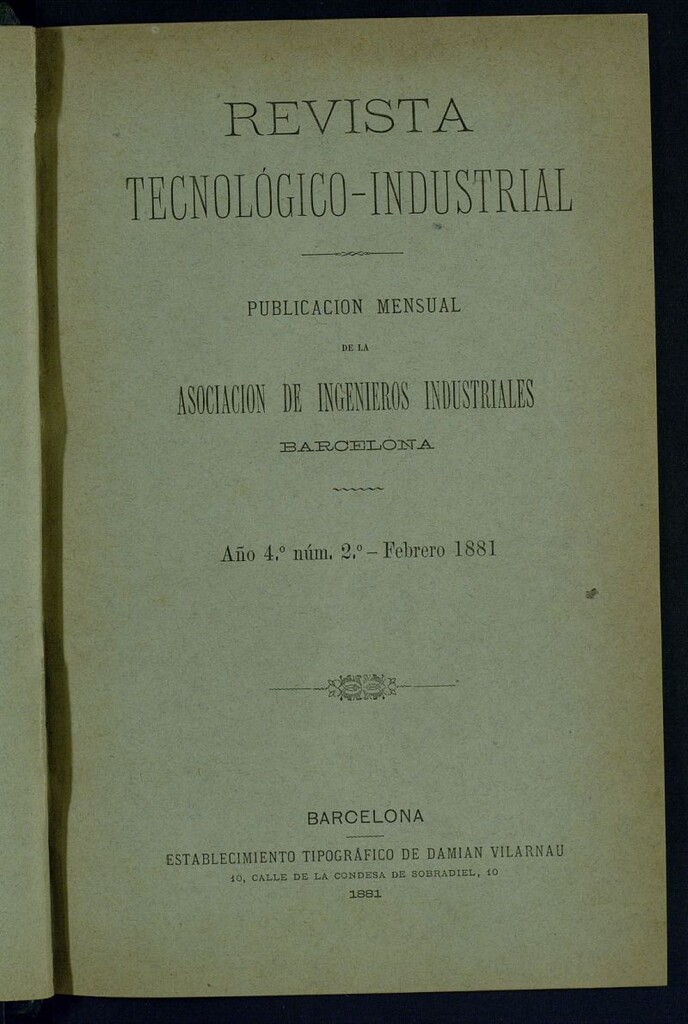 REVISTA
TECNOLÓGICO-INDUSTRIAL
PUBLICACION MENSUAL
DE LA
ASOCIACION DE INGENIEROS INDUSTRIALES
BARCELONA
Año 4.º núm. 2.º – Febrero 1881
BARCELONA
ESTABLECIMIENTO TIPOGRÁFICO DE DAMIAN VILARNAU
10, CALLE DE LA CONDESA DE SOBRADIEL, 10
1881